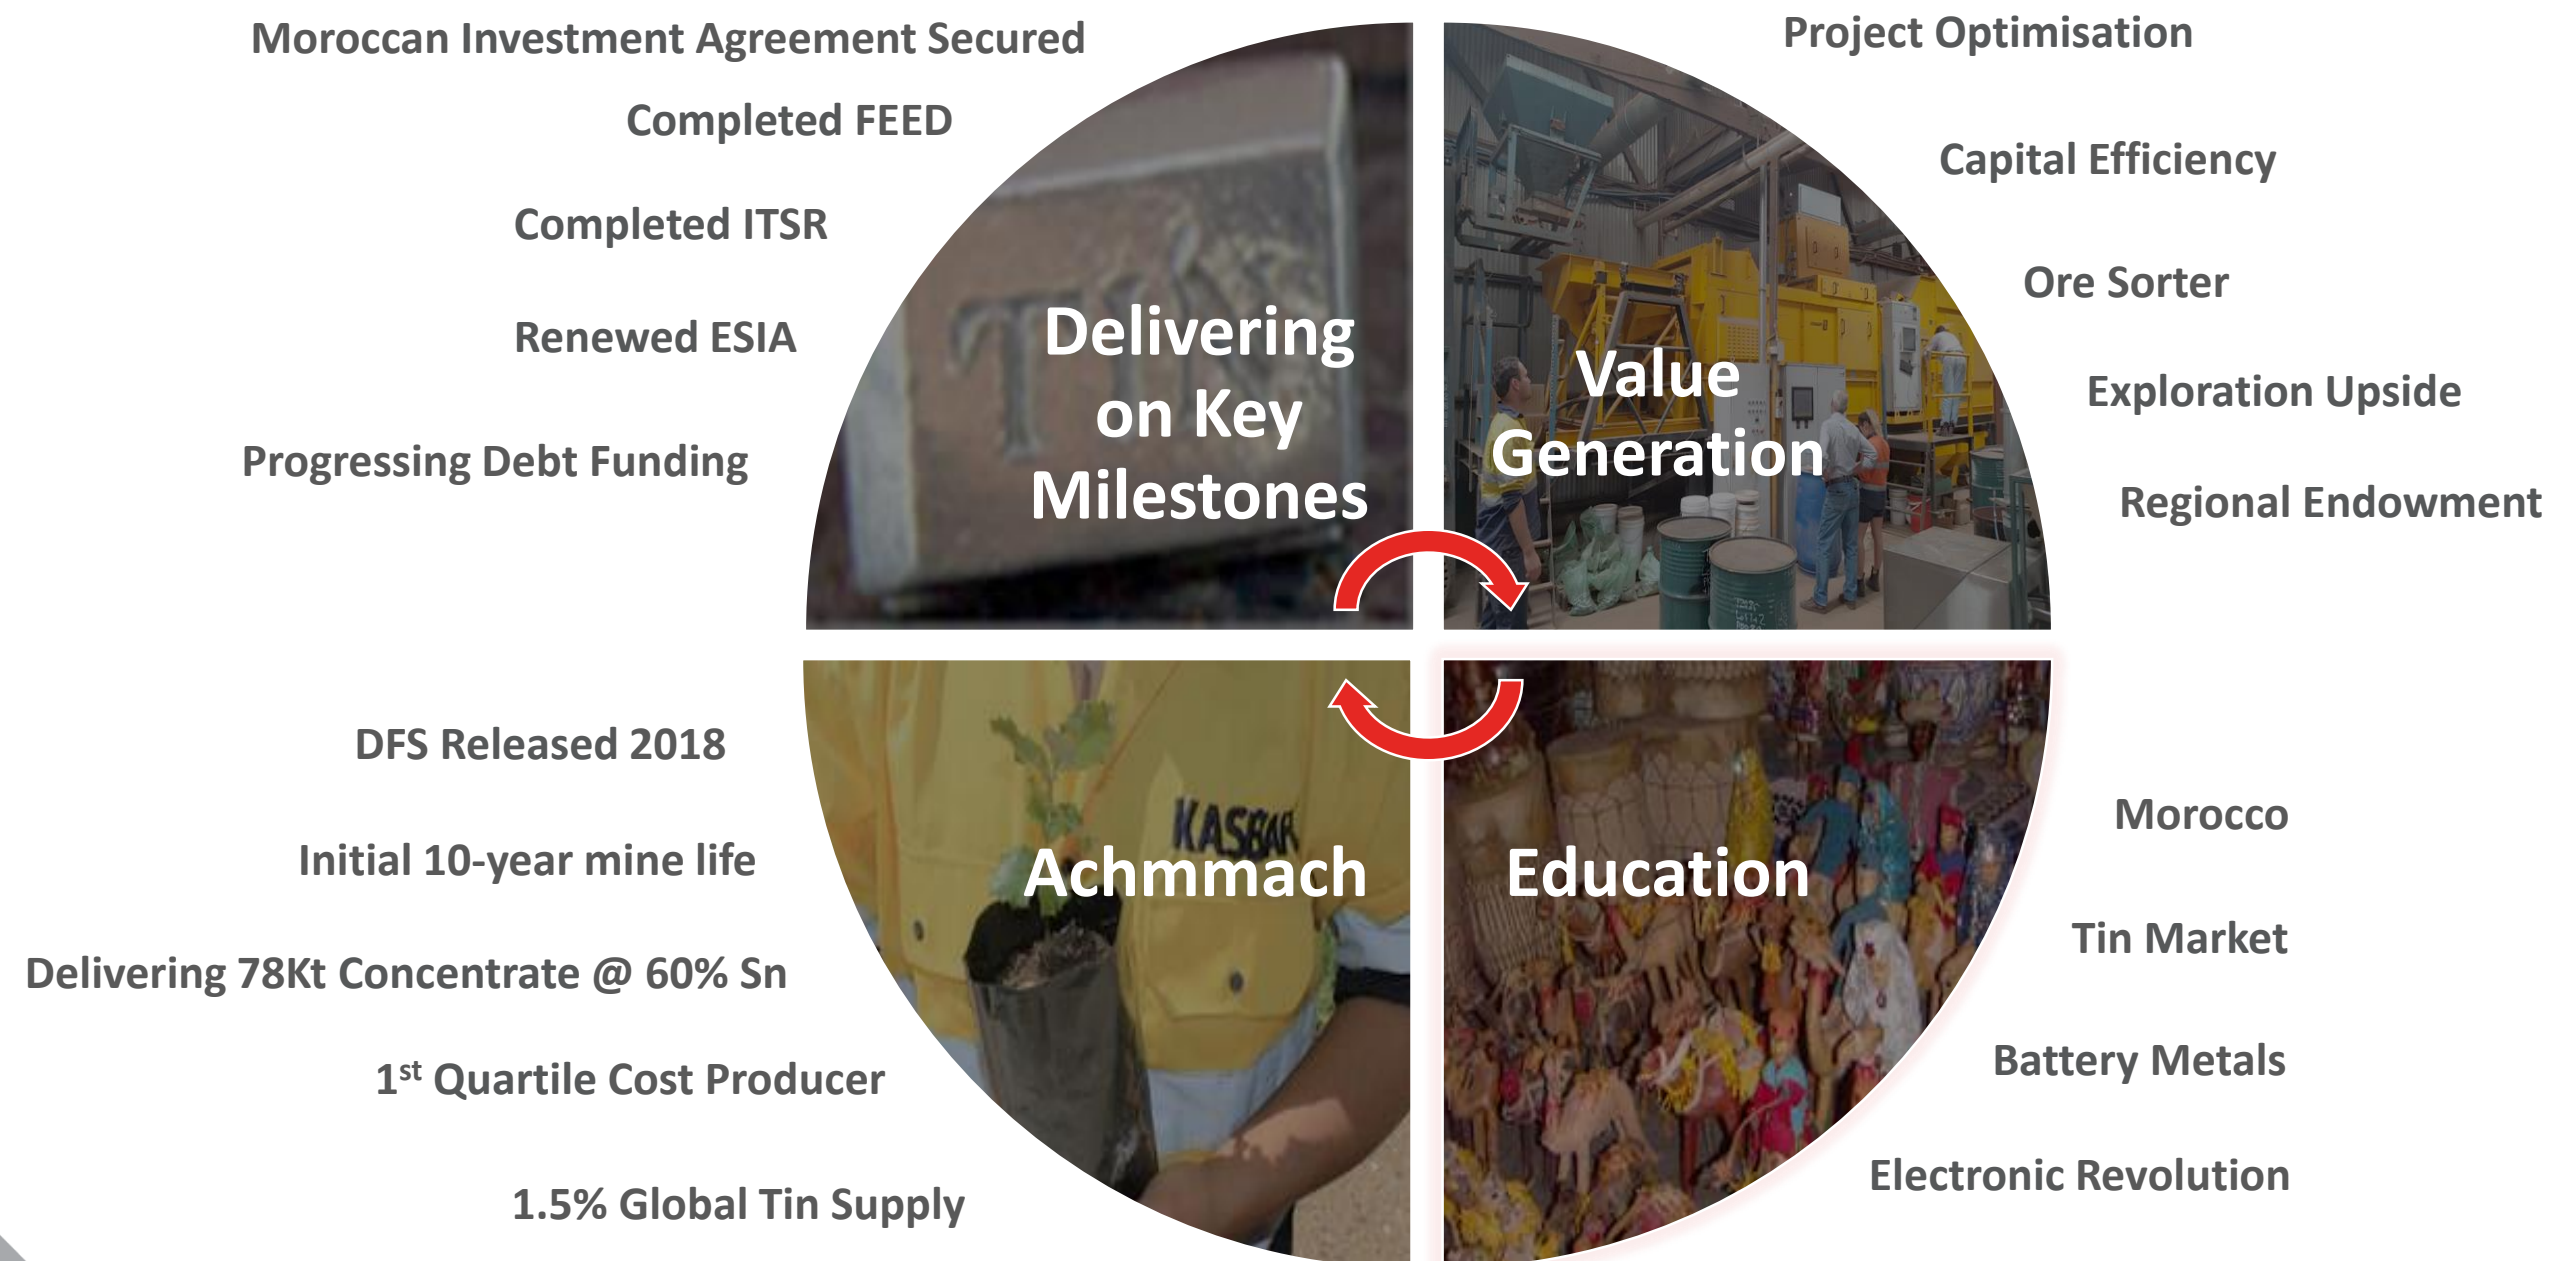 Moroccan Investment Agreement Secured
Completed FEED
Completed ITSR
Renewed ESIA
Progressing Debt Funding
TIN
Delivering
on Key
Milestones
Project Optimisation
Capital Efficiency
Ore Sorter
Exploration Upside
Regional Endowment
Value
Generation
DFS Released 2018
Initial 10-year mine life
Delivering 78Kt Concentrate @ 60% Sn
1st Quartile Cost Producer
1.5% Global Tin Supply
KASBAH
Achmmach
Education
Morocco
Tin Market
Battery Metals
Electronic Revolution